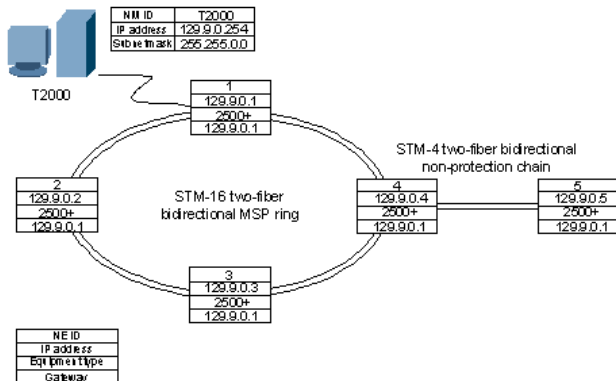 NM ID T2000
IP address 129.9.0.254
Subnet mask 255.255.0.0
T2000
1
129.9.0.1
2500+
129.9.0.1
STM-4 two-fiber bidirectional
non-protection chain
2
129.9.0.2
2500+
129.9.0.1
STM-16 two-fiber
bidirectional MSP ring
4
129.9.0.4
2500+
129.9.0.1
5
129.9.0.5
2500+
129.9.0.1
3
129.9.0.3
2500+
129.9.0.1
NE ID
IP address
Equipment type
Gateway